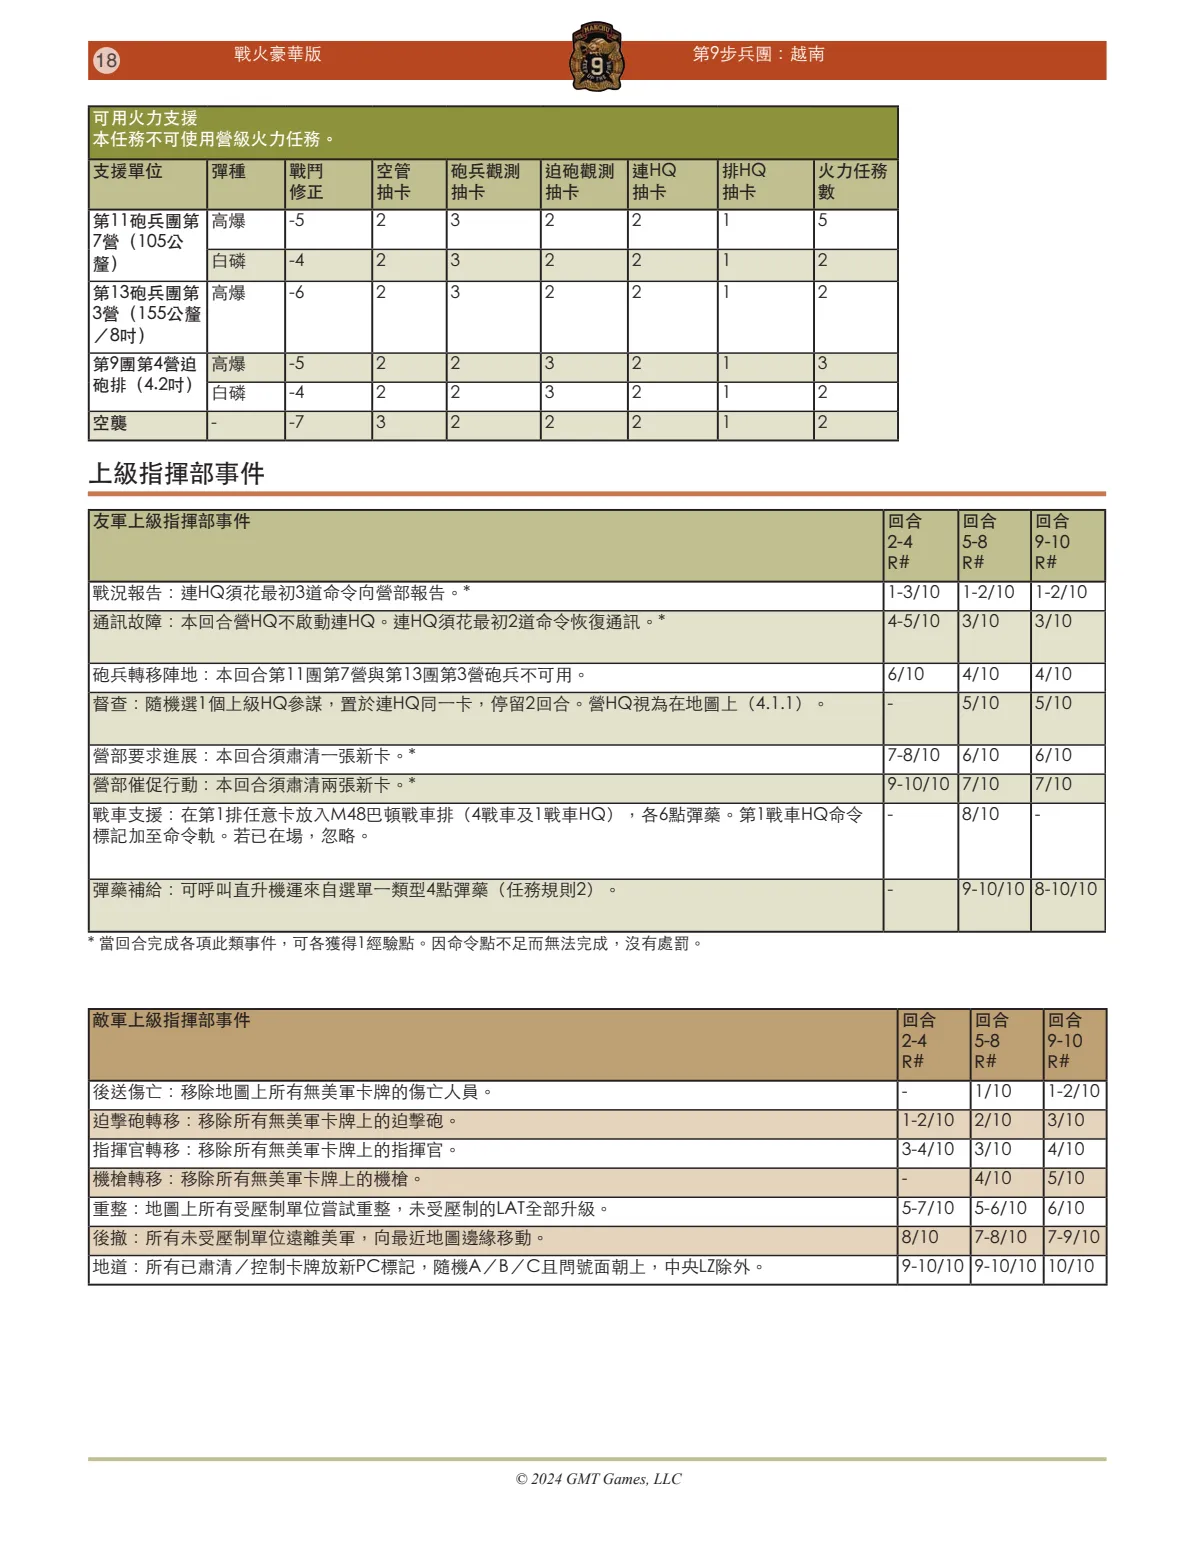 18
戰火豪華版
第9步兵團：越南
MANCHU
9
可用火力支援
本任務不可使用營級火力任務。
支援單位 彈種 戰鬥修正 空管抽卡 砲兵觀測抽卡 迫砲觀測抽卡 連HQ抽卡 排HQ抽卡 火力任務數
第11砲兵團第7營（105公釐） 高爆 -5 2 3 2 2 1 5
白磷 -4 2 3 2 2 1 2
第13砲兵團第3營（155公釐／8吋） 高爆 -6 2 3 2 2 1 2
第9團第4營迫砲排（4.2吋） 高爆 -5 2 2 3 2 1 3
白磷 -4 2 2 3 2 1 2
空襲 - -7 3 2 2 2 1 2
上級指揮部事件
友軍上級指揮部事件 回合 2-4 R# 回合 5-8 R# 回合 9-10 R#
戰況報告：連HQ須花最初3道命令向營部報告。* 1-3/10 1-2/10 1-2/10
通訊故障：本回合營HQ不啟動連HQ。連HQ須花最初2道命令恢復通訊。* 4-5/10 3/10 3/10
砲兵轉移陣地：本回合第11團第7營與第13團第3營砲兵不可用。 6/10 4/10 4/10
督查：隨機選1個上級HQ參謀，置於連HQ同一卡，停留2回合。營HQ視為在地圖上（4.1.1）。 - 5/10 5/10
營部要求進展：本回合須肅清一張新卡。* 7-8/10 6/10 6/10
營部催促行動：本回合須肅清兩張新卡。* 9-10/10 7/10 7/10
戰車支援：在第1排任意卡放入M48巴頓戰車排（4戰車及1戰車HQ），各6點彈藥。第1戰車HQ命令 - 8/10 -
標記加至命令軌。若已在場，忽略。
彈藥補給：可呼叫直升機運來自選單一類型4點彈藥（任務規則2）。 - 9-10/10 8-10/10
* 當回合完成各項此類事件，可各獲得1經驗點。因命令點不足而無法完成，沒有處罰。
敵軍上級指揮部事件 回合 2-4 R# 回合 5-8 R# 回合 9-10 R#
後送傷亡：移除地圖上所有無美軍卡牌的傷亡人員。 - 1/10 1-2/10
迫擊砲轉移：移除所有無美軍卡牌上的迫擊砲。 1-2/10 2/10 3/10
指揮官轉移：移除所有無美軍卡牌上的指揮官。 3-4/10 3/10 4/10
機槍轉移：移除所有無美軍卡牌上的機槍。 - 4/10 5/10
重整：地圖上所有受壓制單位嘗試重整，未受壓制的LAT全部升級。 5-7/10 5-6/10 6/10
後撤：所有未受壓制單位遠離美軍，向最近地圖邊緣移動。 8/10 7-8/10 7-9/10
地道：所有已肅清／控制卡牌放新PC標記，隨機A／B／C且問號面朝上，中央LZ除外。 9-10/10 9-10/10 10/10
© 2024 GMT Games, LLC